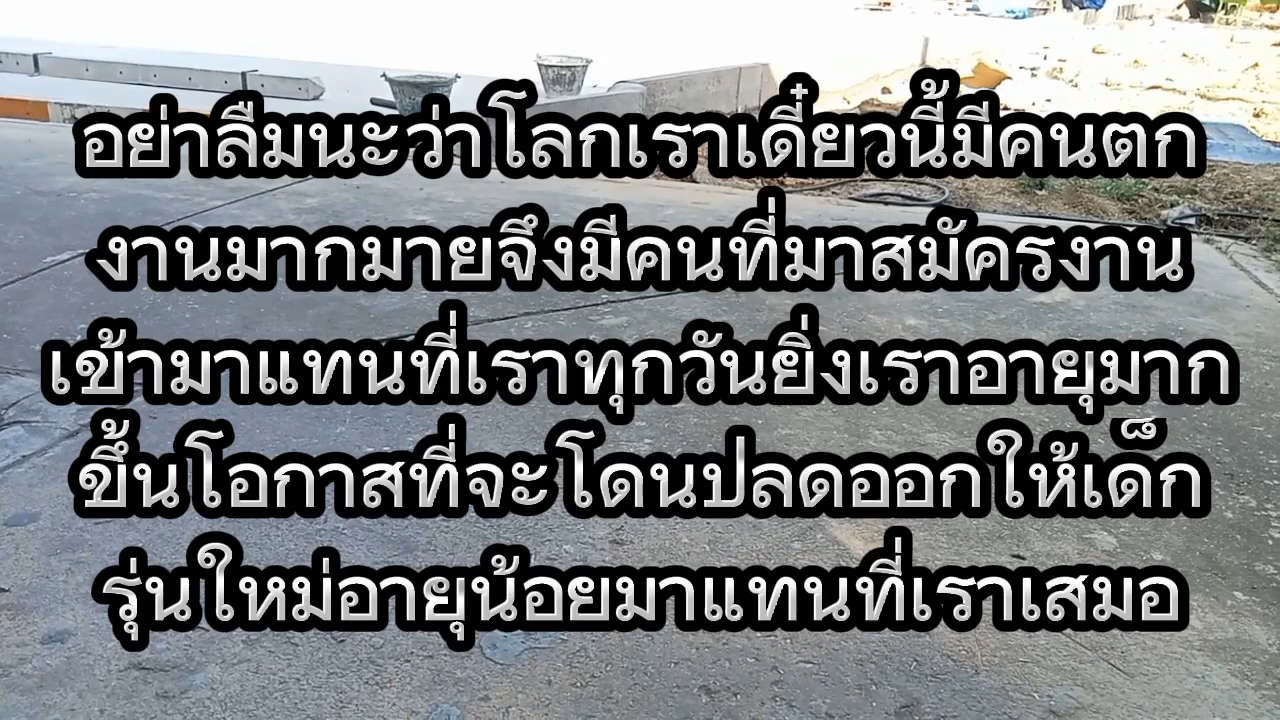 อย่าลืมนะว่าโลกเราเดี๋ยวนี้มีคนตก
งานมากมายจึงมีคนที่มาสมัครงาน
เข้ามาแทนที่เราทุกวันยิ่งเราอายุมาก
ขึ้นโอกาสที่จะโดนปลดออกให้เด็ก
รุ่นใหม่อายุน้อยมาแทนที่เราเสมอ